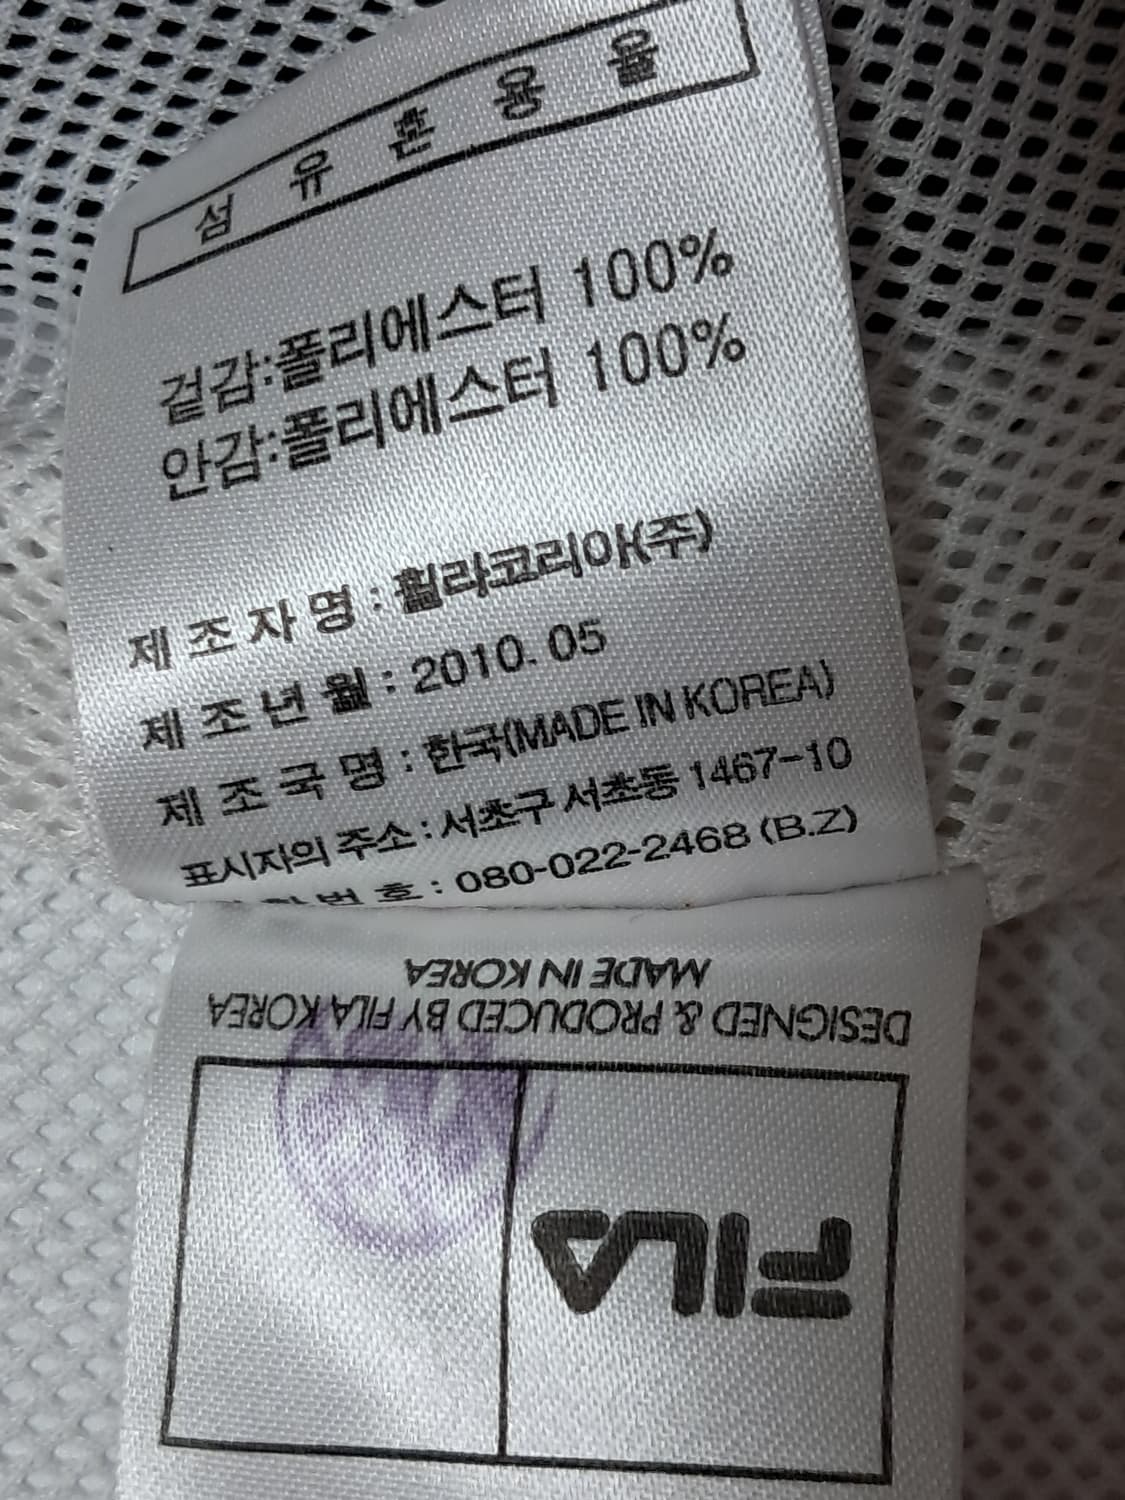 섬 유 혼 용 율
겉감:폴리에스터 100%
안감:폴리에스터 100%
제 조 자 명 : 휠라코리아(주)
제 조 년 월 : 2010. 05
제 조 국 명 : 한국(MADE IN KOREA)
표시자의 주소 : 서초구 서초동 1467-10
번 호 : 080-022-2468 (B.Z)
MADE IN KOREA
DESIGNED & PRODUCED BY FILA KOREA
FILA